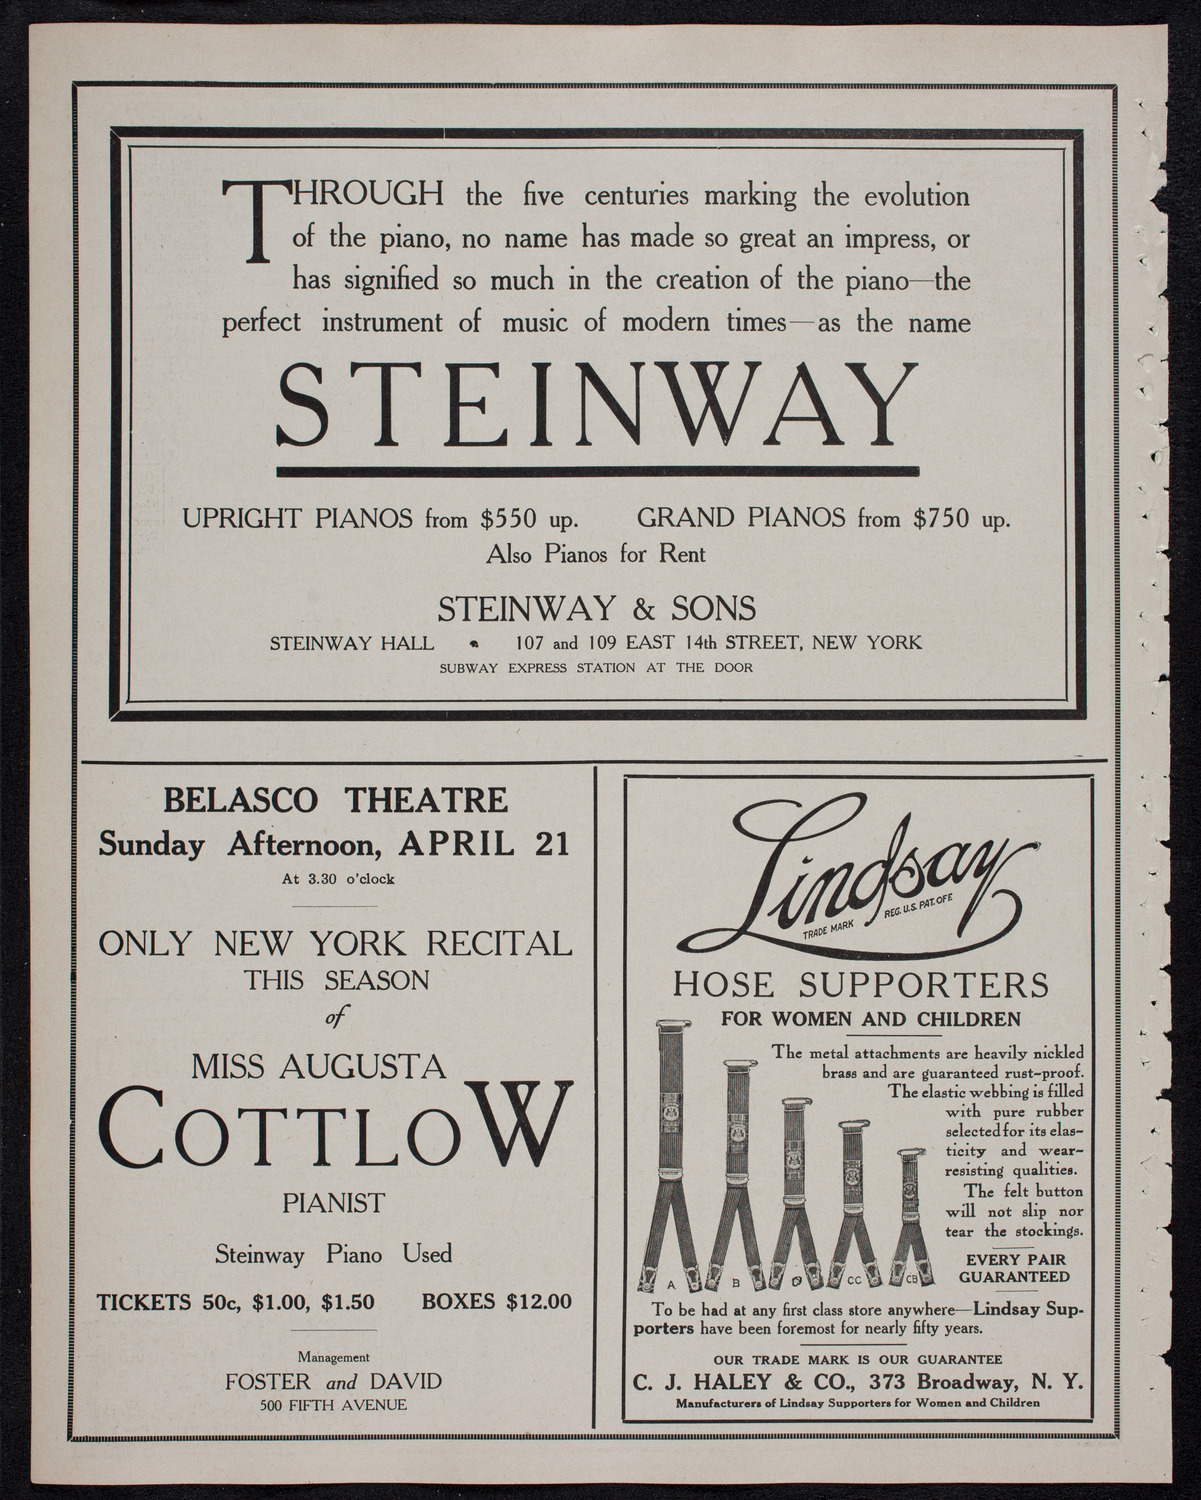 THROUGH the five centuries marking the evolution
of the piano, no name has made so great an impress, or
has signified so much in the creation of the piano—the
perfect instrument of music of modern times—as the name
STEINWAY
UPRIGHT PIANOS from $550 up. GRAND PIANOS from $750 up.
Also Pianos for Rent
STEINWAY & SONS
STEINWAY HALL 107 and 109 EAST 14th STREET, NEW YORK
SUBWAY EXPRESS STATION AT THE DOOR
BELASCO THEATRE
Sunday Afternoon, APRIL 21
At 3.30 o'clock
ONLY NEW YORK RECITAL
THIS SEASON
of
MISS AUGUSTA
COTTLOW
PIANIST
Steinway Piano Used
TICKETS 50c, $1.00, $1.50 BOXES $12.00
Management
FOSTER and DAVID
500 FIFTH AVENUE
Lindsay
TRADE MARK REG. U.S. PAT. OFF.
HOSE SUPPORTERS
FOR WOMEN AND CHILDREN
The metal attachments are heavily nickled
brass and are guaranteed rust-proof.
The elastic webbing is filled
with pure rubber
selected for its elas-
ticity and wear-
resisting qualities.
The felt button
will not slip nor
tear the stockings.
EVERY PAIR
GUARANTEED
A B D CC CB
To be had at any first class store anywhere—Lindsay Sup-
porters have been foremost for nearly fifty years.
OUR TRADE MARK IS OUR GUARANTEE
C. J. HALEY & CO., 373 Broadway, N. Y.
Manufacturers of Lindsay Supporters for Women and Children